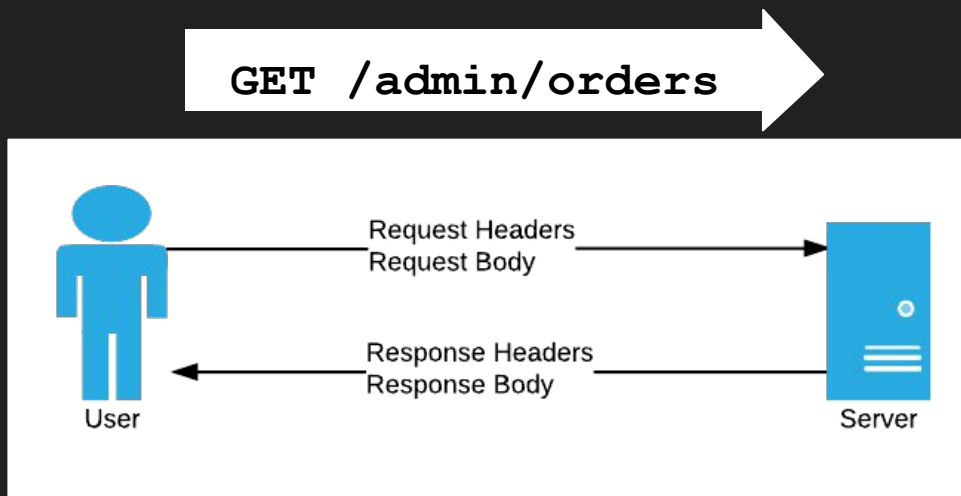 GET /admin/orders
Request Headers
Request Body
Response Headers
Response Body
User
Server